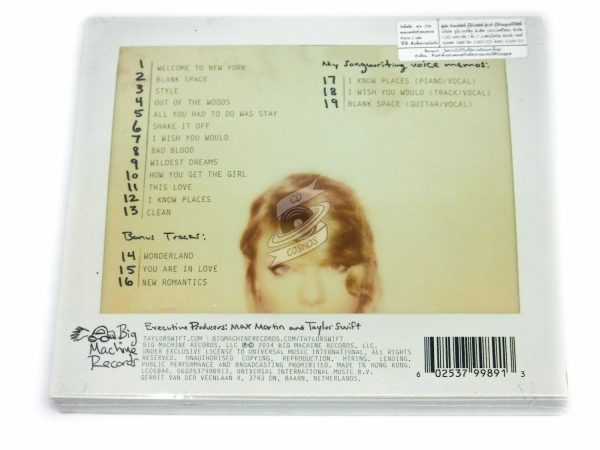 1 WELCOME TO NEW YORK
2 BLANK SPACE
3 STYLE
4 OUT OF THE WOODS
5 ALL YOU HAD TO DO WAS STAY
6 SHAKE IT OFF
7 I WISH YOU WOULD
8 BAD BLOOD
9 WILDEST DREAMS
10 HOW YOU GET THE GIRL
11 THIS LOVE
12 I KNOW PLACES
13 CLEAN
Bonus Tracks:
14 WONDERLAND
15 YOU ARE IN LOVE
16 NEW ROMANTICS
My songwriting voice memos:
17 I KNOW PLACES (PIANO/VOCAL)
18 I WISH YOU WOULD (TRACK/VOCAL)
19 BLANK SPACE (GUITAR/VOCAL)
CD
COSMOS
Big
Machine
Records
Executive Producers: Max Martin and Taylor Swift
TAYLORSWIFT.COM | BIGMACHINERECORDS.COM/TAYLORSWIFT
BIG MACHINE RECORDS, LLC ℗© 2014 BIG MACHINE RECORDS, LLC.
UNDER EXCLUSIVE LICENSE TO UNIVERSAL MUSIC INTERNATIONAL. ALL RIGHTS
RESERVED. UNAUTHORISED COPYING, REPRODUCTION, HIRING, LENDING,
PUBLIC PERFORMANCE AND BROADCASTING PROHIBITED. MADE IN HONG KONG.
LC01846. 0602537998913. UNIVERSAL INTERNATIONAL MUSIC B.V.
GERRIT VAN DER VEENLAAN 4, 3743 DN, BAARN, NETHERLANDS.
6 02537 99891 3